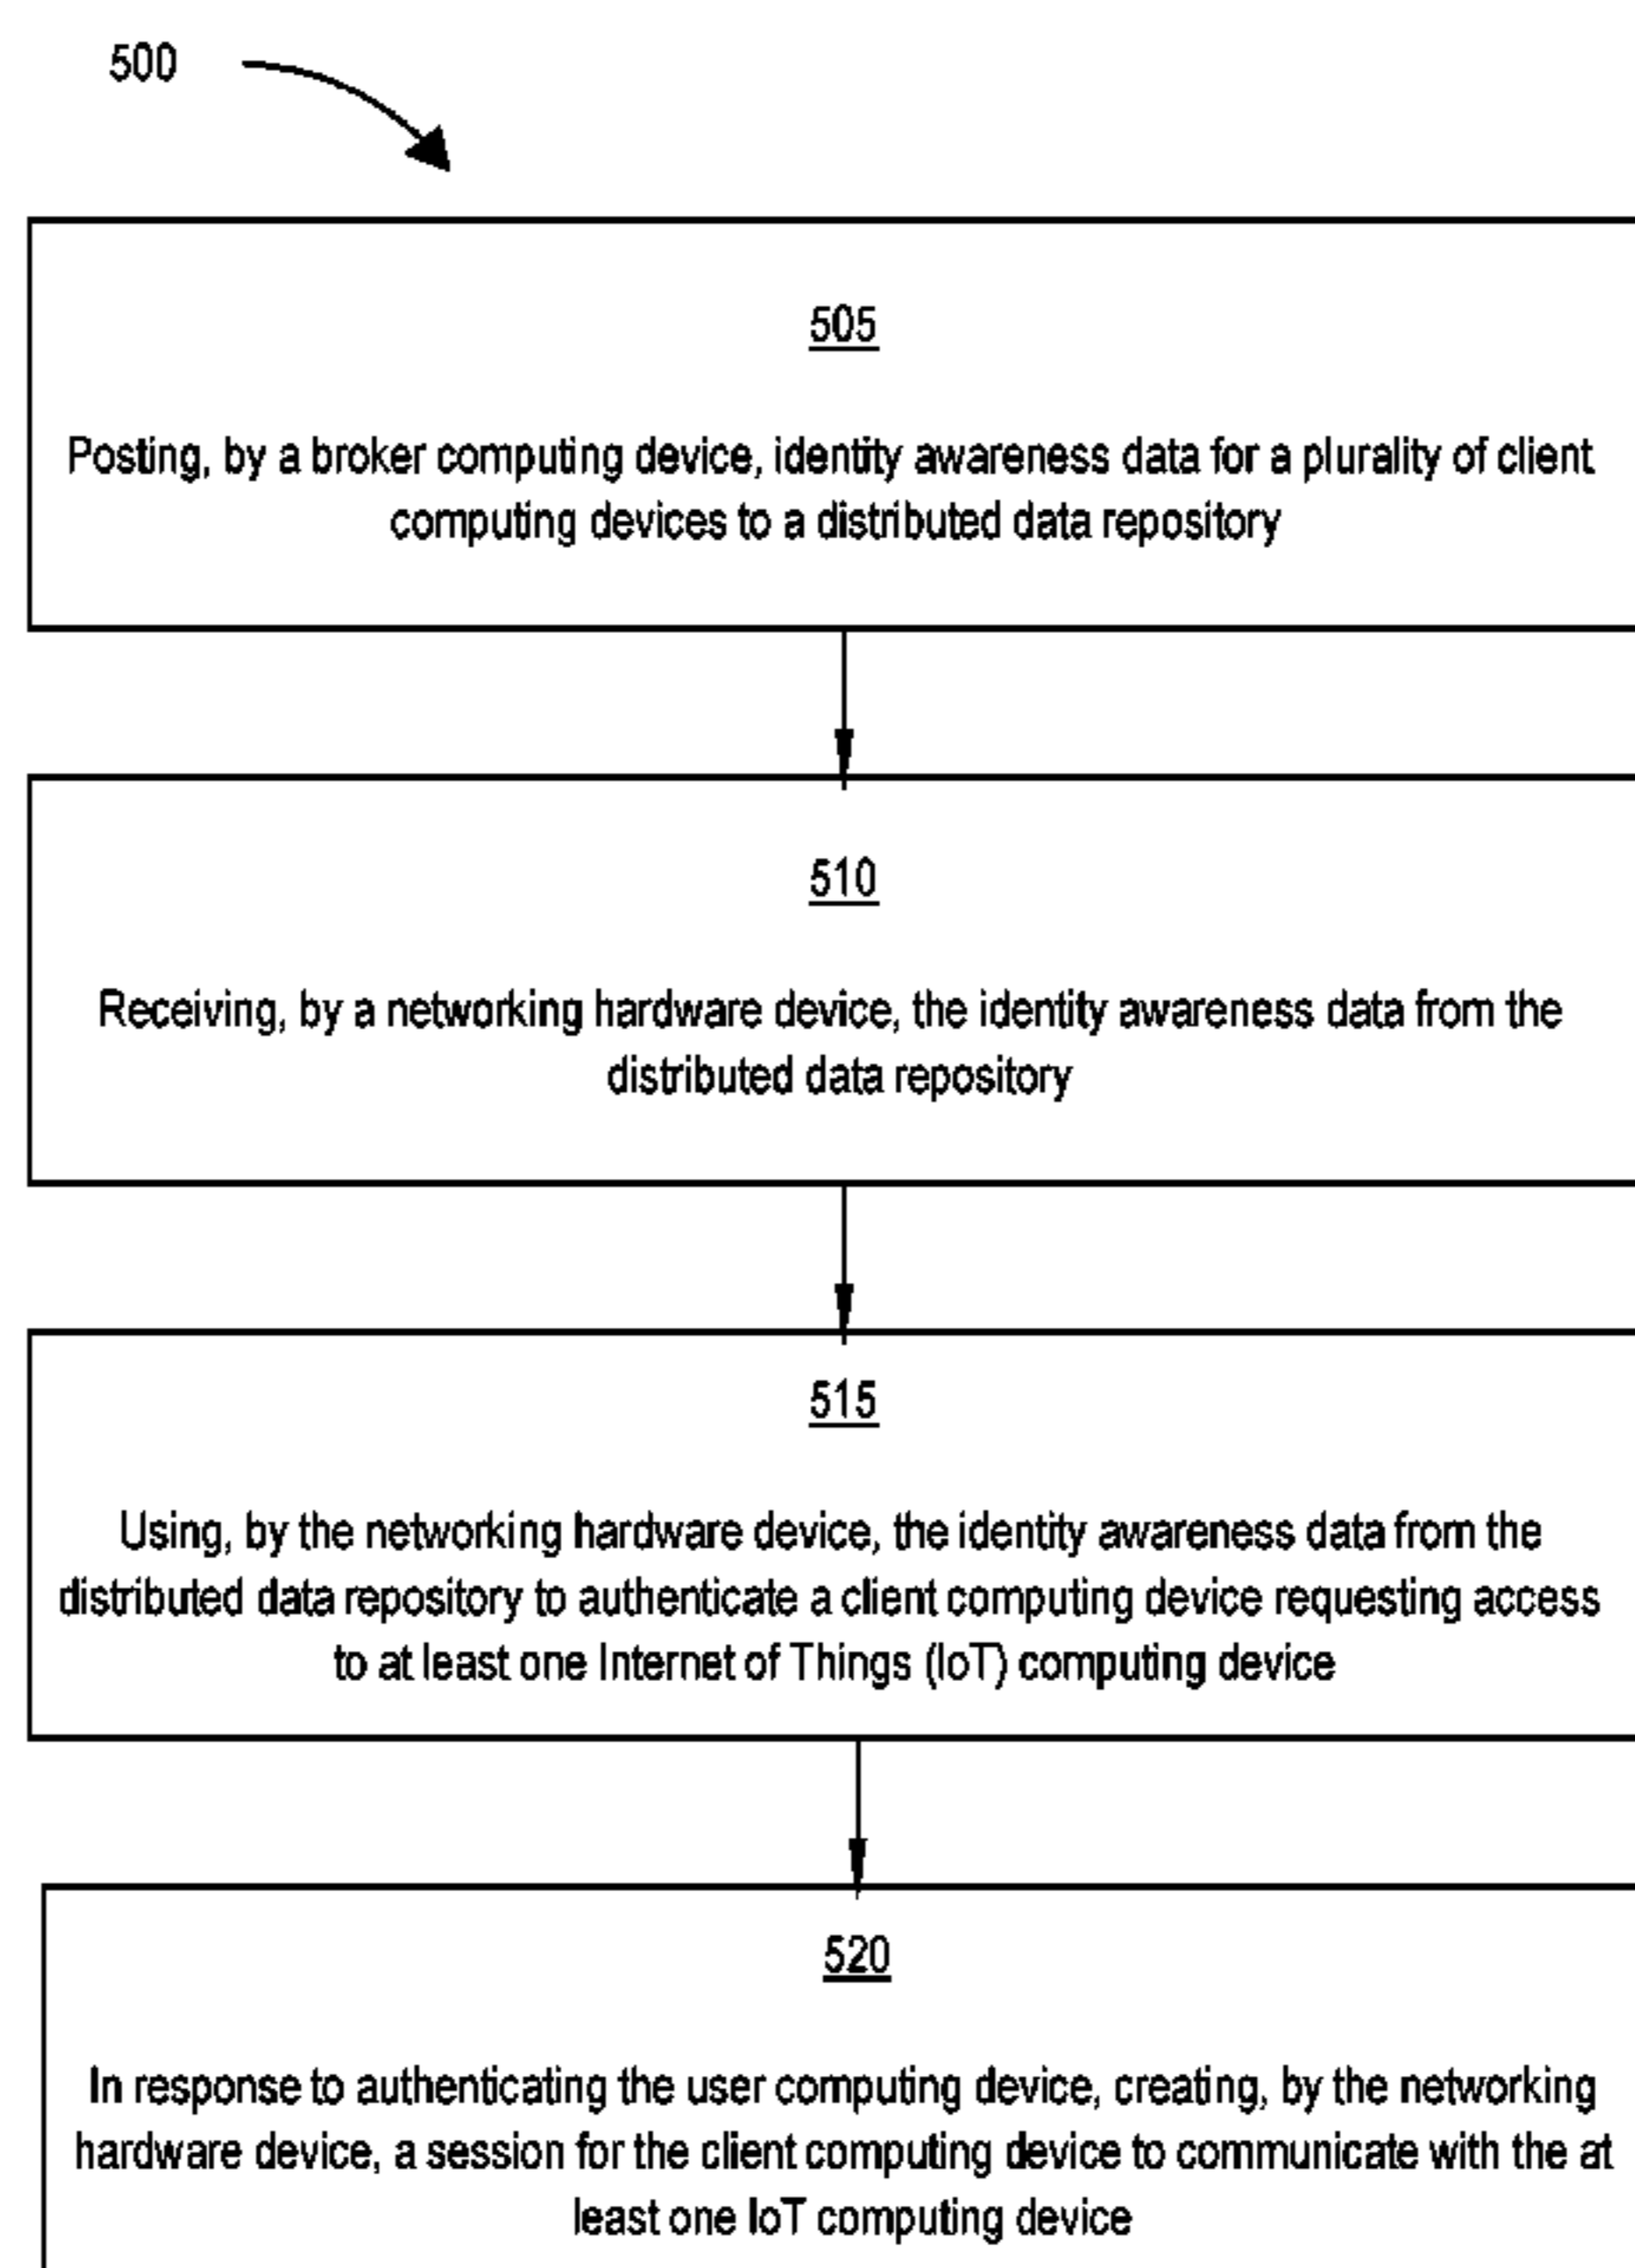 500
505
Posting, by a broker computing device, identity awareness data for a plurality of client
computing devices to a distributed data repository
510
Receiving, by a networking hardware device, the identity awareness data from the
distributed data repository
515
Using, by the networking hardware device, the identity awareness data from the
distributed data repository to authenticate a client computing device requesting access
to at least one Internet of Things (IoT) computing device
520
In response to authenticating the user computing device, creating, by the networking
hardware device, a session for the client computing device to communicate with the at
least one IoT computing device